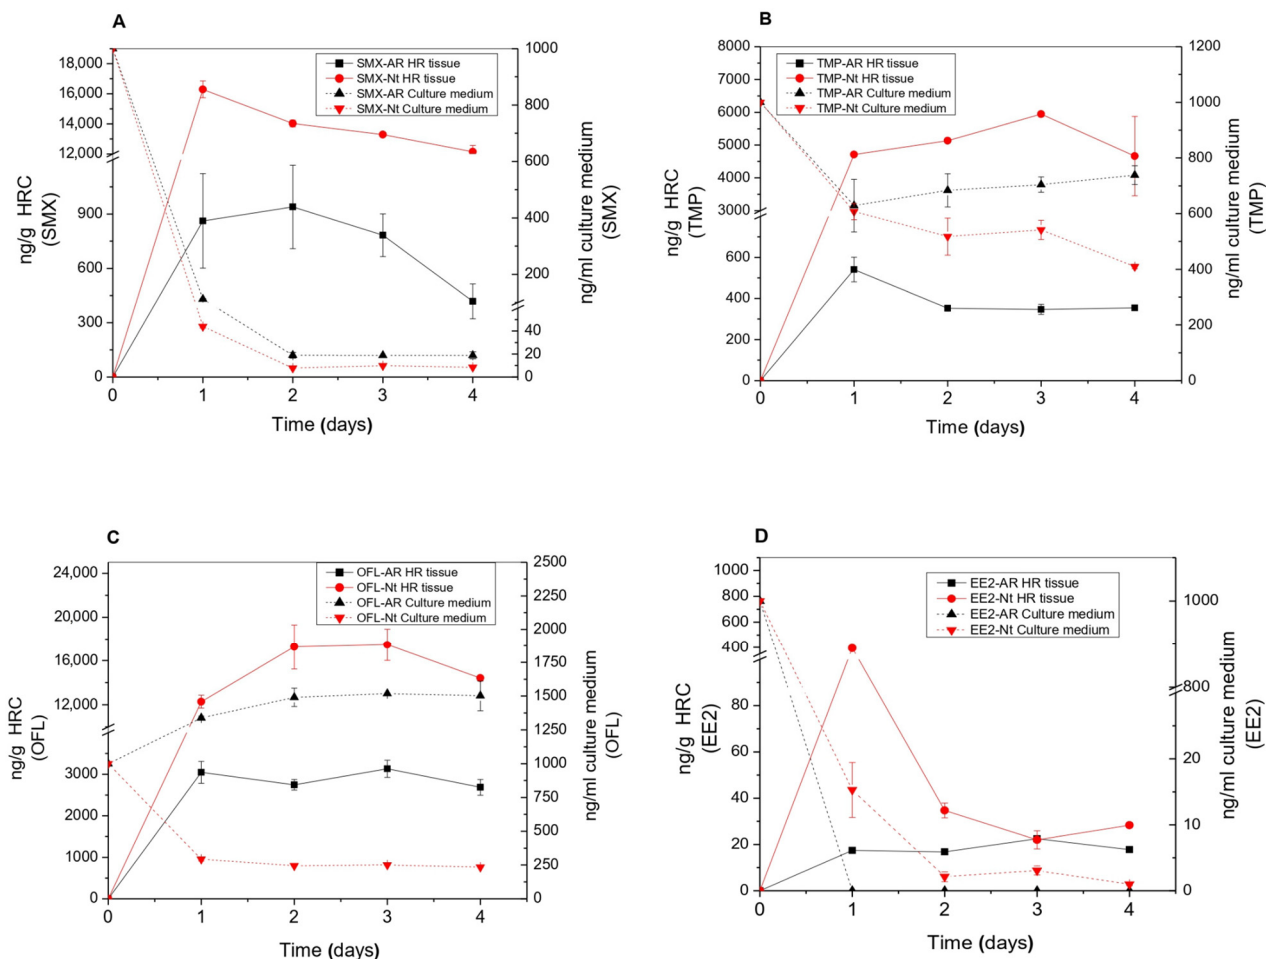 A
18,000
16,000
14,000
12,000
900
600
300
0
ng/g HRC
(SMX)
SMX-AR HR tissue
SMX-Nt HR tissue
SMX-AR Culture medium
SMX-Nt Culture medium
1000
800
600
400
200
40
20
0
ng/ml culture medium
(SMX)
0 1 2 3 4
Time (days)
B
8000
7000
6000
5000
4000
3000
600
400
200
0
ng/g HRC
(TMP)
TMP-AR HR tissue
TMP-Nt HR tissue
TMP-AR Culture medium
TMP-Nt Culture medium
1200
1000
800
600
400
200
0
ng/ml culture medium
(TMP)
0 1 2 3 4
Time (days)
C
24,000
20,000
16,000
12,000
3000
2000
1000
0
ng/g HRC
(OFL)
OFL-AR HR tissue
OFL-Nt HR tissue
OFL-AR Culture medium
OFL-Nt Culture medium
2500
2250
2000
1750
1500
1250
1000
750
500
250
0
ng/ml culture medium
(OFL)
0 1 2 3 4
Time (days)
D
1000
800
600
400
80
60
40
20
0
ng/g HRC
(EE2)
EE2-AR HR tissue
EE2-Nt HR tissue
EE2-AR Culture medium
EE2-Nt Culture medium
1000
800
20
10
0
ng/ml culture medium
(EE2)
0 1 2 3 4
Time (days)